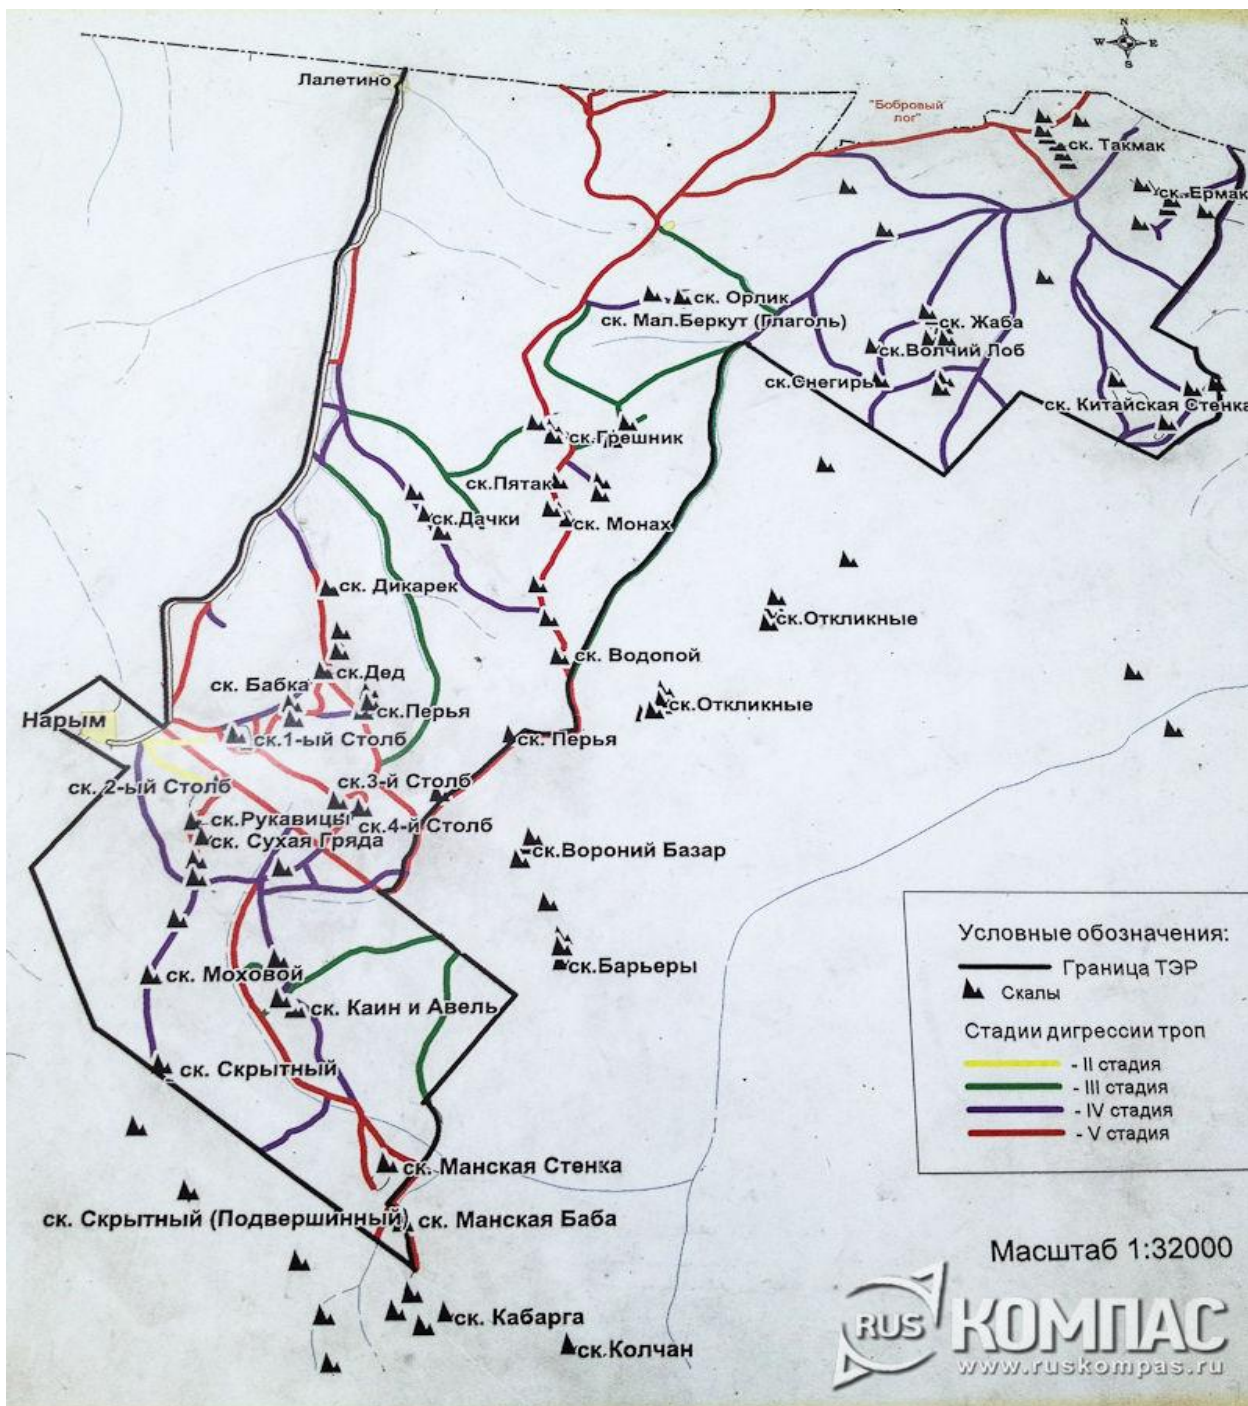 N
W E
S
Лалетино
"Бобровый
лог"
ск. Такмак
ск. Ермак
ск. Орлик
ск. Мал.Беркут (Глаголь)
ск. Жаба
ск.Волчий Лоб
ск.Снегирь
ск. Китайская Стенка
ск.Грешник
ск.Пятак
ск.Дачки
ск. Монах
ск. Дикарек
ск.Откликные
ск. Водопой
ск.Дед
ск. Бабка
ск.Перья
ск.Откликные
Нарым
ск.1-ый Столб
ск. Перья
ск. 2-ый Столб
ск.3-й Столб
ск.Рукавицы
ск.4-й Столб
ск. Сухая Гряда
ск.Вороний Базар
ск.Барьеры
ск. Моховой
ск. Каин и Авель
ск. Скрытный
ск. Манская Стенка
ск. Скрытный (Подвершинный)
ск. Манская Баба
ск. Кабарга
ск.Колчан
Условные обозначения:
Граница ТЭР
Скалы
Стадии дигрессии троп
- II стадия
- III стадия
- IV стадия
- V стадия
Масштаб 1:32000
RUS КОМПАС
www.ruskompas.ru